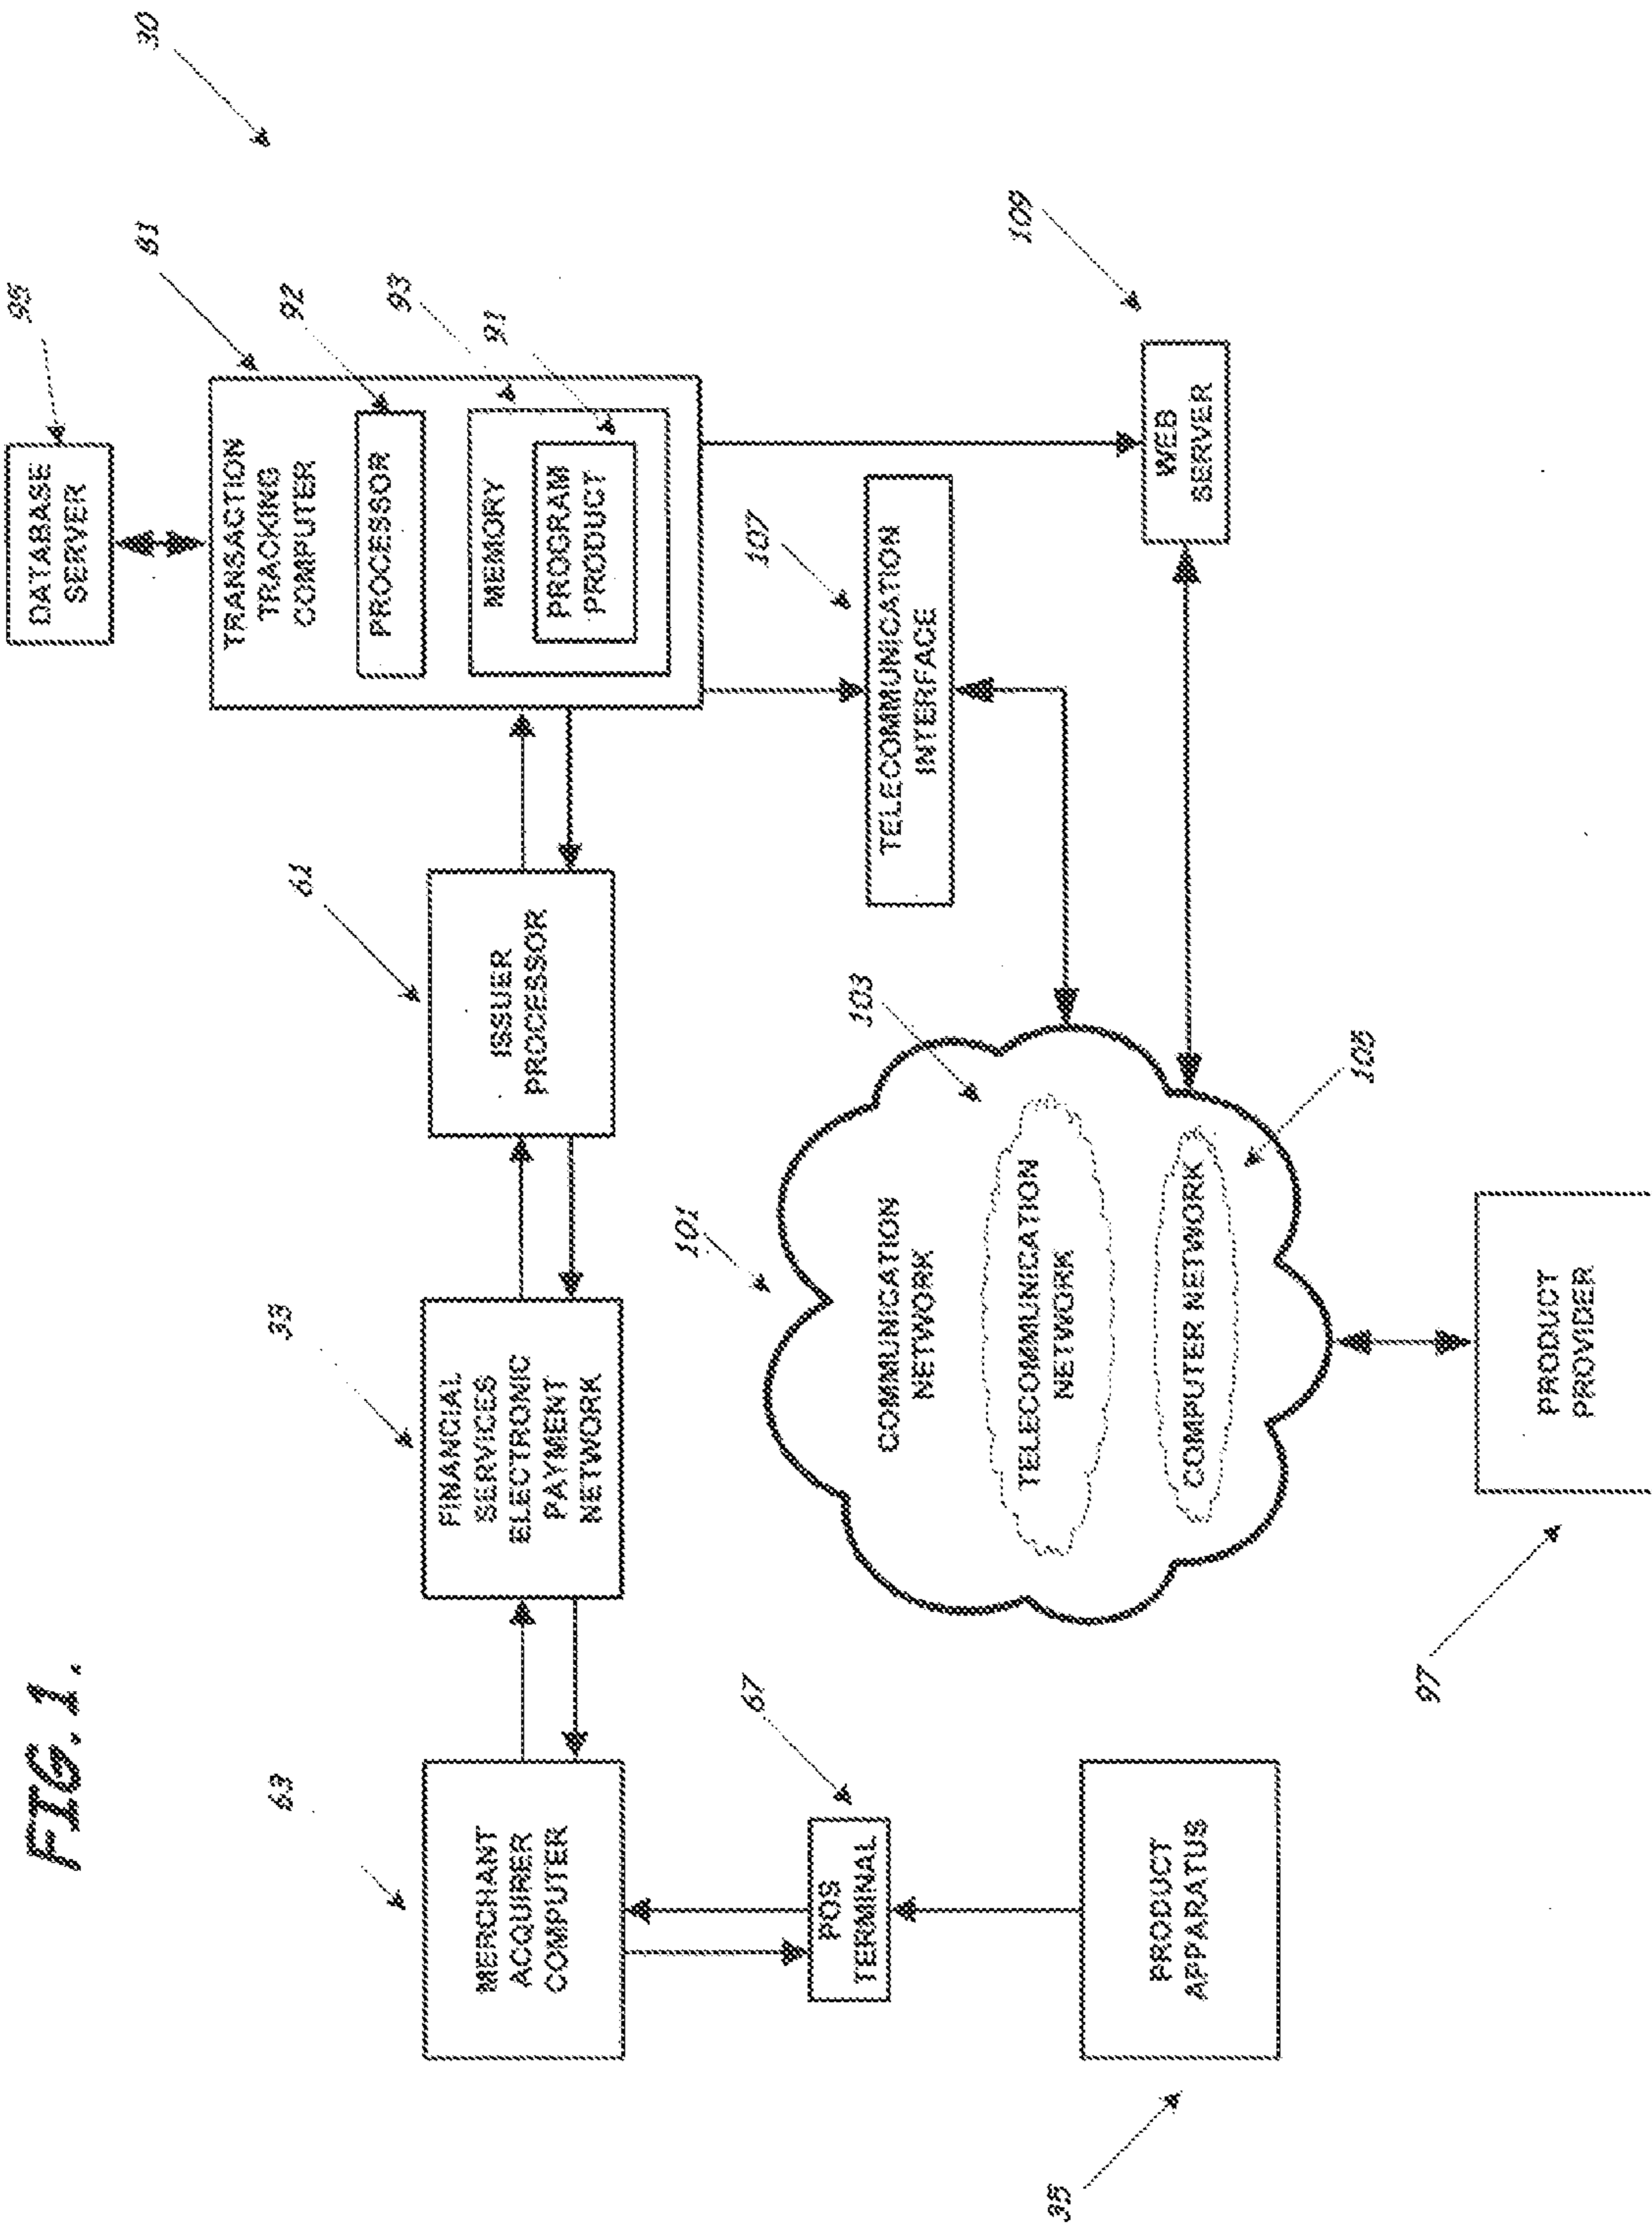 FIG. 1.
30
95
DATABASE
SERVER
81
TRANSACTION
TRACKING
COMPUTER
92
PROCESSOR
93
MEMORY
91
PROGRAM
PRODUCT
63
MERCHANT
ACQUIRER
COMPUTER
33
FINANCIAL
SERVICES
ELECTRONIC
PAYMENT
NETWORK
61
ISSUER
PROCESSOR
67
POS
TERMINAL
101
COMMUNICATION
NETWORK
103
TELECOMMUNICATION
NETWORK
105
COMPUTER NETWORK
107
TELECOMMUNICATION
INTERFACE
109
WEB
SERVER
35
PRODUCT
APPARATUS
97
PRODUCT
PROVIDER